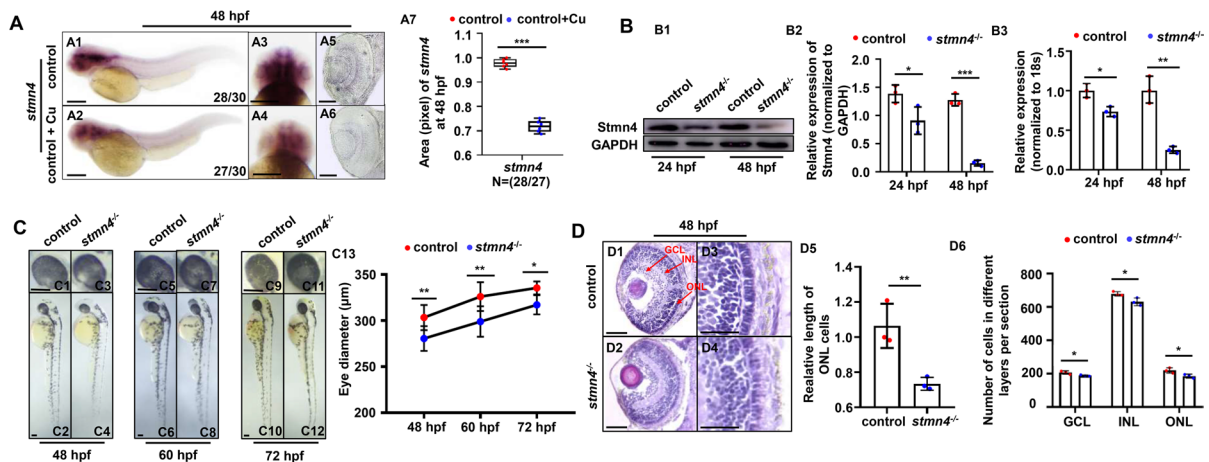 A
48 hpf
stmn4
control
control + Cu
A1
28/30
A2
27/30
A3
A4
A5
A6
A7
control
control+Cu
***
Area (pixel) of stmn4
at 48 hpf
1.0
0.9
0.8
0.7
0.6
stmn4
N=(28/27)
B
B1
control
stmn4-/-
control
stmn4-/-
Stmn4
GAPDH
24 hpf
48 hpf
B2
control
stmn4-/-
Relative expression of
Stmn4 (normalized to
GAPDH)
2.0
1.5
1.0
0.5
0.0
*
***
24 hpf
48 hpf
B3
Relative expression
(normalized to 18s)
1.5
1.0
0.5
0.0
*
**
24 hpf
48 hpf
C
control
stmn4-/-
control
stmn4-/-
control
stmn4-/-
C1
C3
C5
C7
C9
C11
C2
C4
C6
C8
C10
C12
48 hpf
60 hpf
72 hpf
C13
control
stmn4-/-
Eye diameter (μm)
350
300
250
200
**
**
*
48 hpf
60 hpf
72 hpf
D
48 hpf
control
stmn4-/-
D1
GCL
INL
ONL
D2
D3
D4
D5
Realative length of
ONL cells
1.4
1.2
1.0
0.8
0.6
**
control
stmn4-/-
D6
control
stmn4-/-
Number of cells in different
layers per section
800
600
400
200
0
*
*
*
GCL
INL
ONL